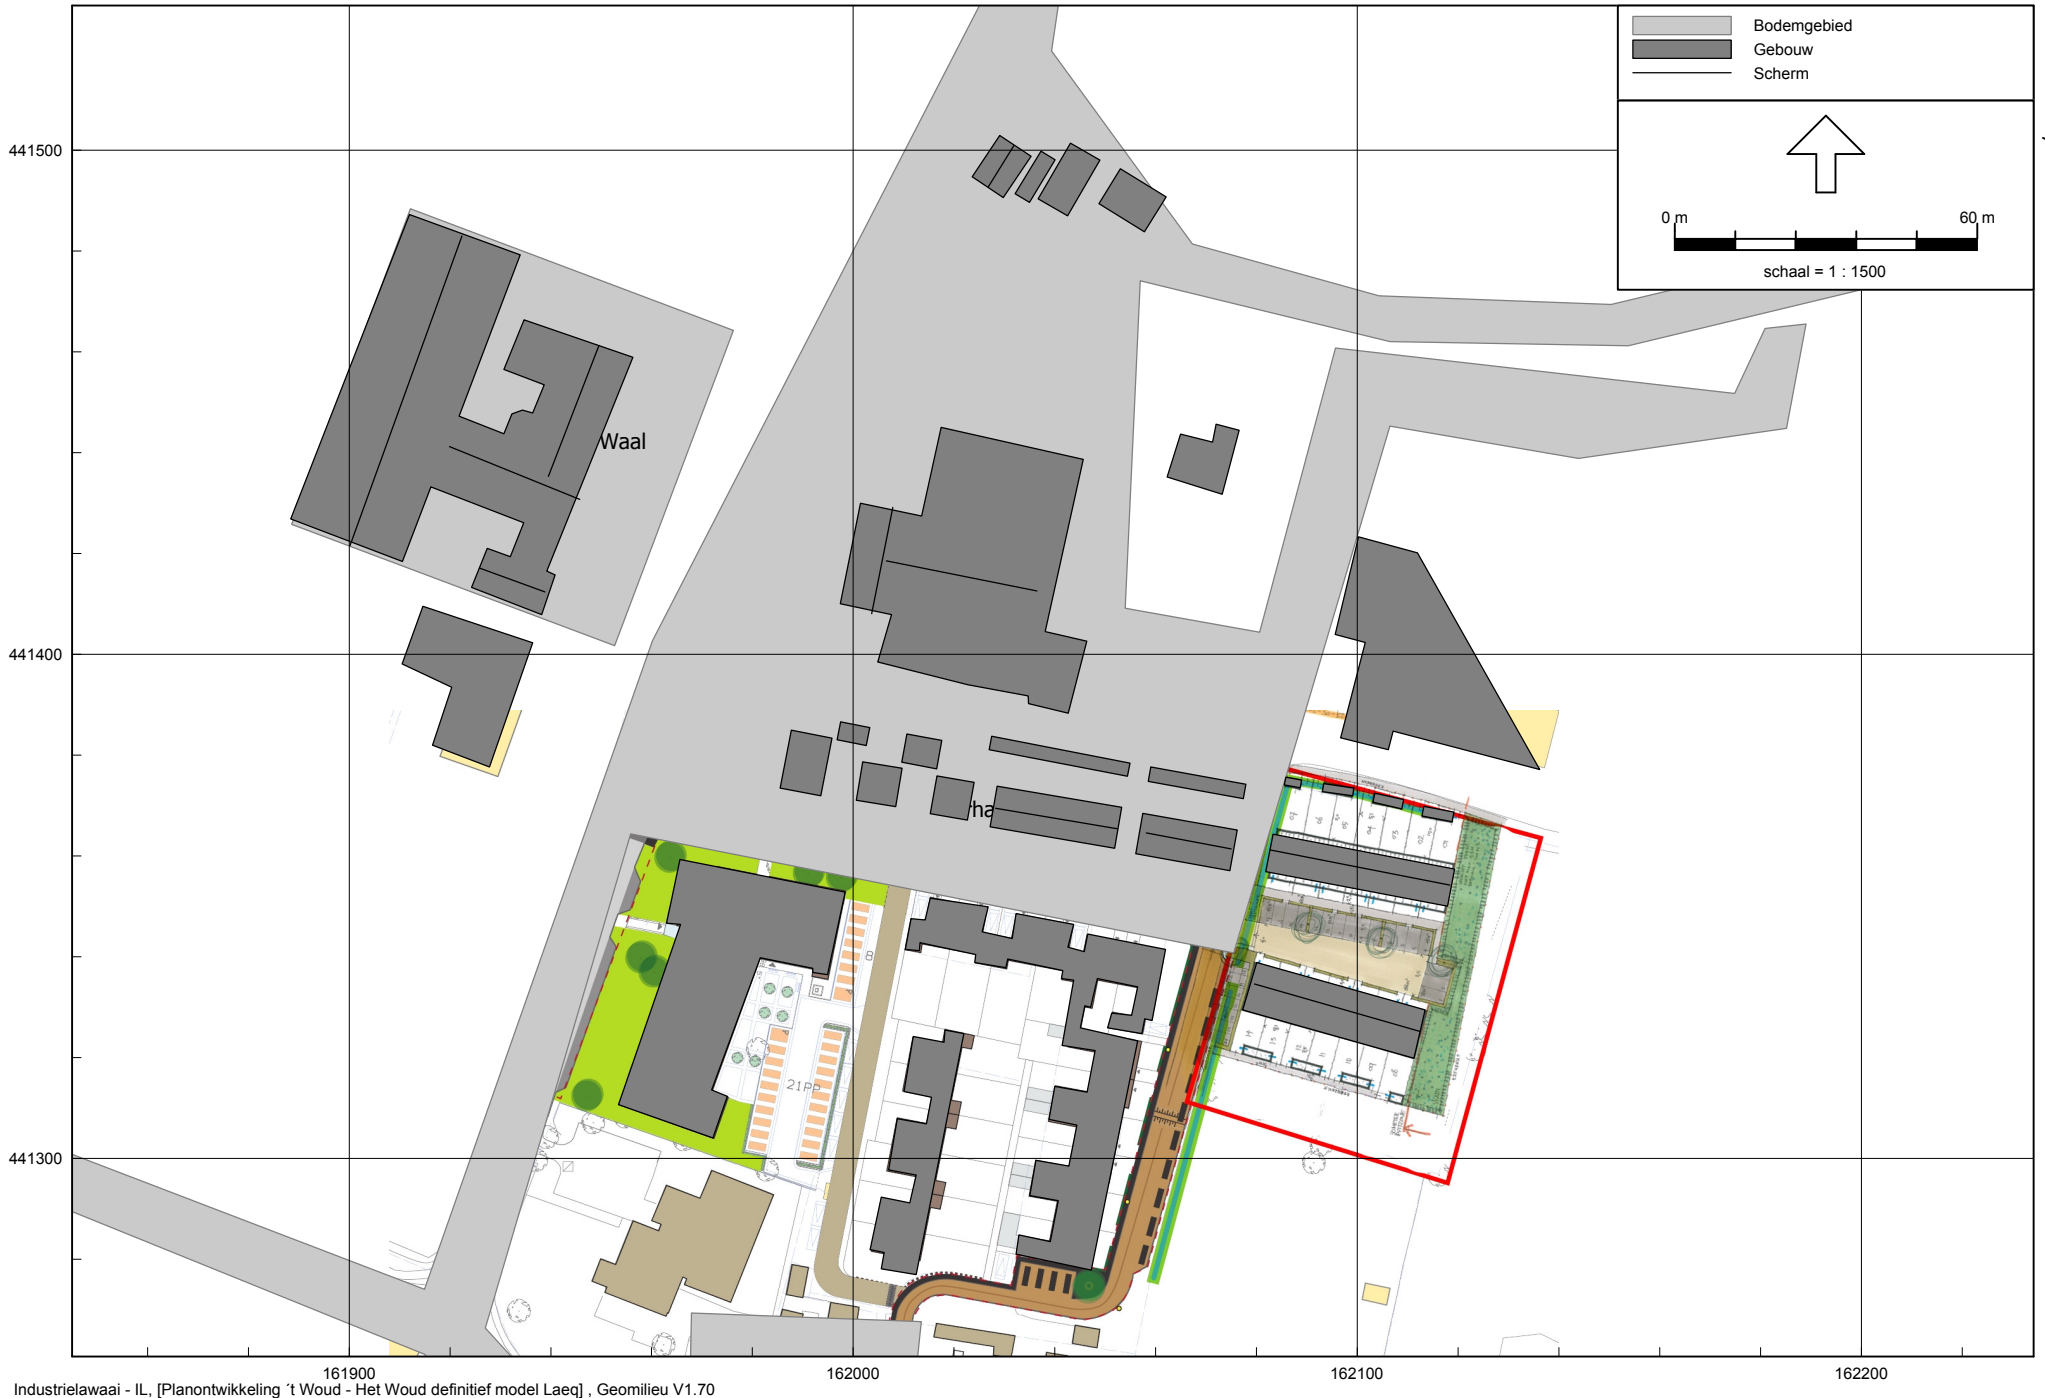 Bodemgebied
Gebouw
Scherm
0 m 60 m
schaal = 1 : 1500
441500
Waal
441400
rha
21PP
441300
161900 162000 162100 162200
Industrielawaai - IL, [Planontwikkeling ´t Woud - Het Woud definitief model Laeq] , Geomilieu V1.70